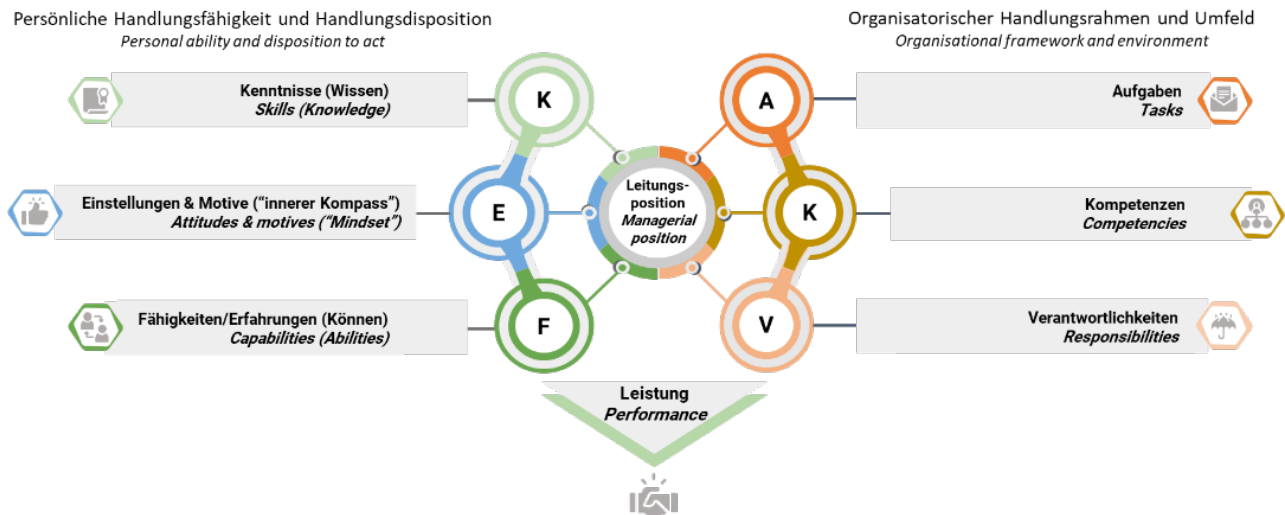 Persönliche Handlungsfähigkeit und Handlungsdisposition
Personal ability and disposition to act
Organisatorischer Handlungsrahmen und Umfeld
Organisational framework and environment
Kenntnisse (Wissen)
Skills (Knowledge)
K
A
Aufgaben
Tasks
Einstellungen & Motive (“innerer Kompass”)
Attitudes & motives (“Mindset”)
E
Leitungs-
position
Managerial
position
K
Kompetenzen
Competencies
Fähigkeiten/Erfahrungen (Können)
Capabilities (Abilities)
F
V
Verantwortlichkeiten
Responsibilities
Leistung
Performance